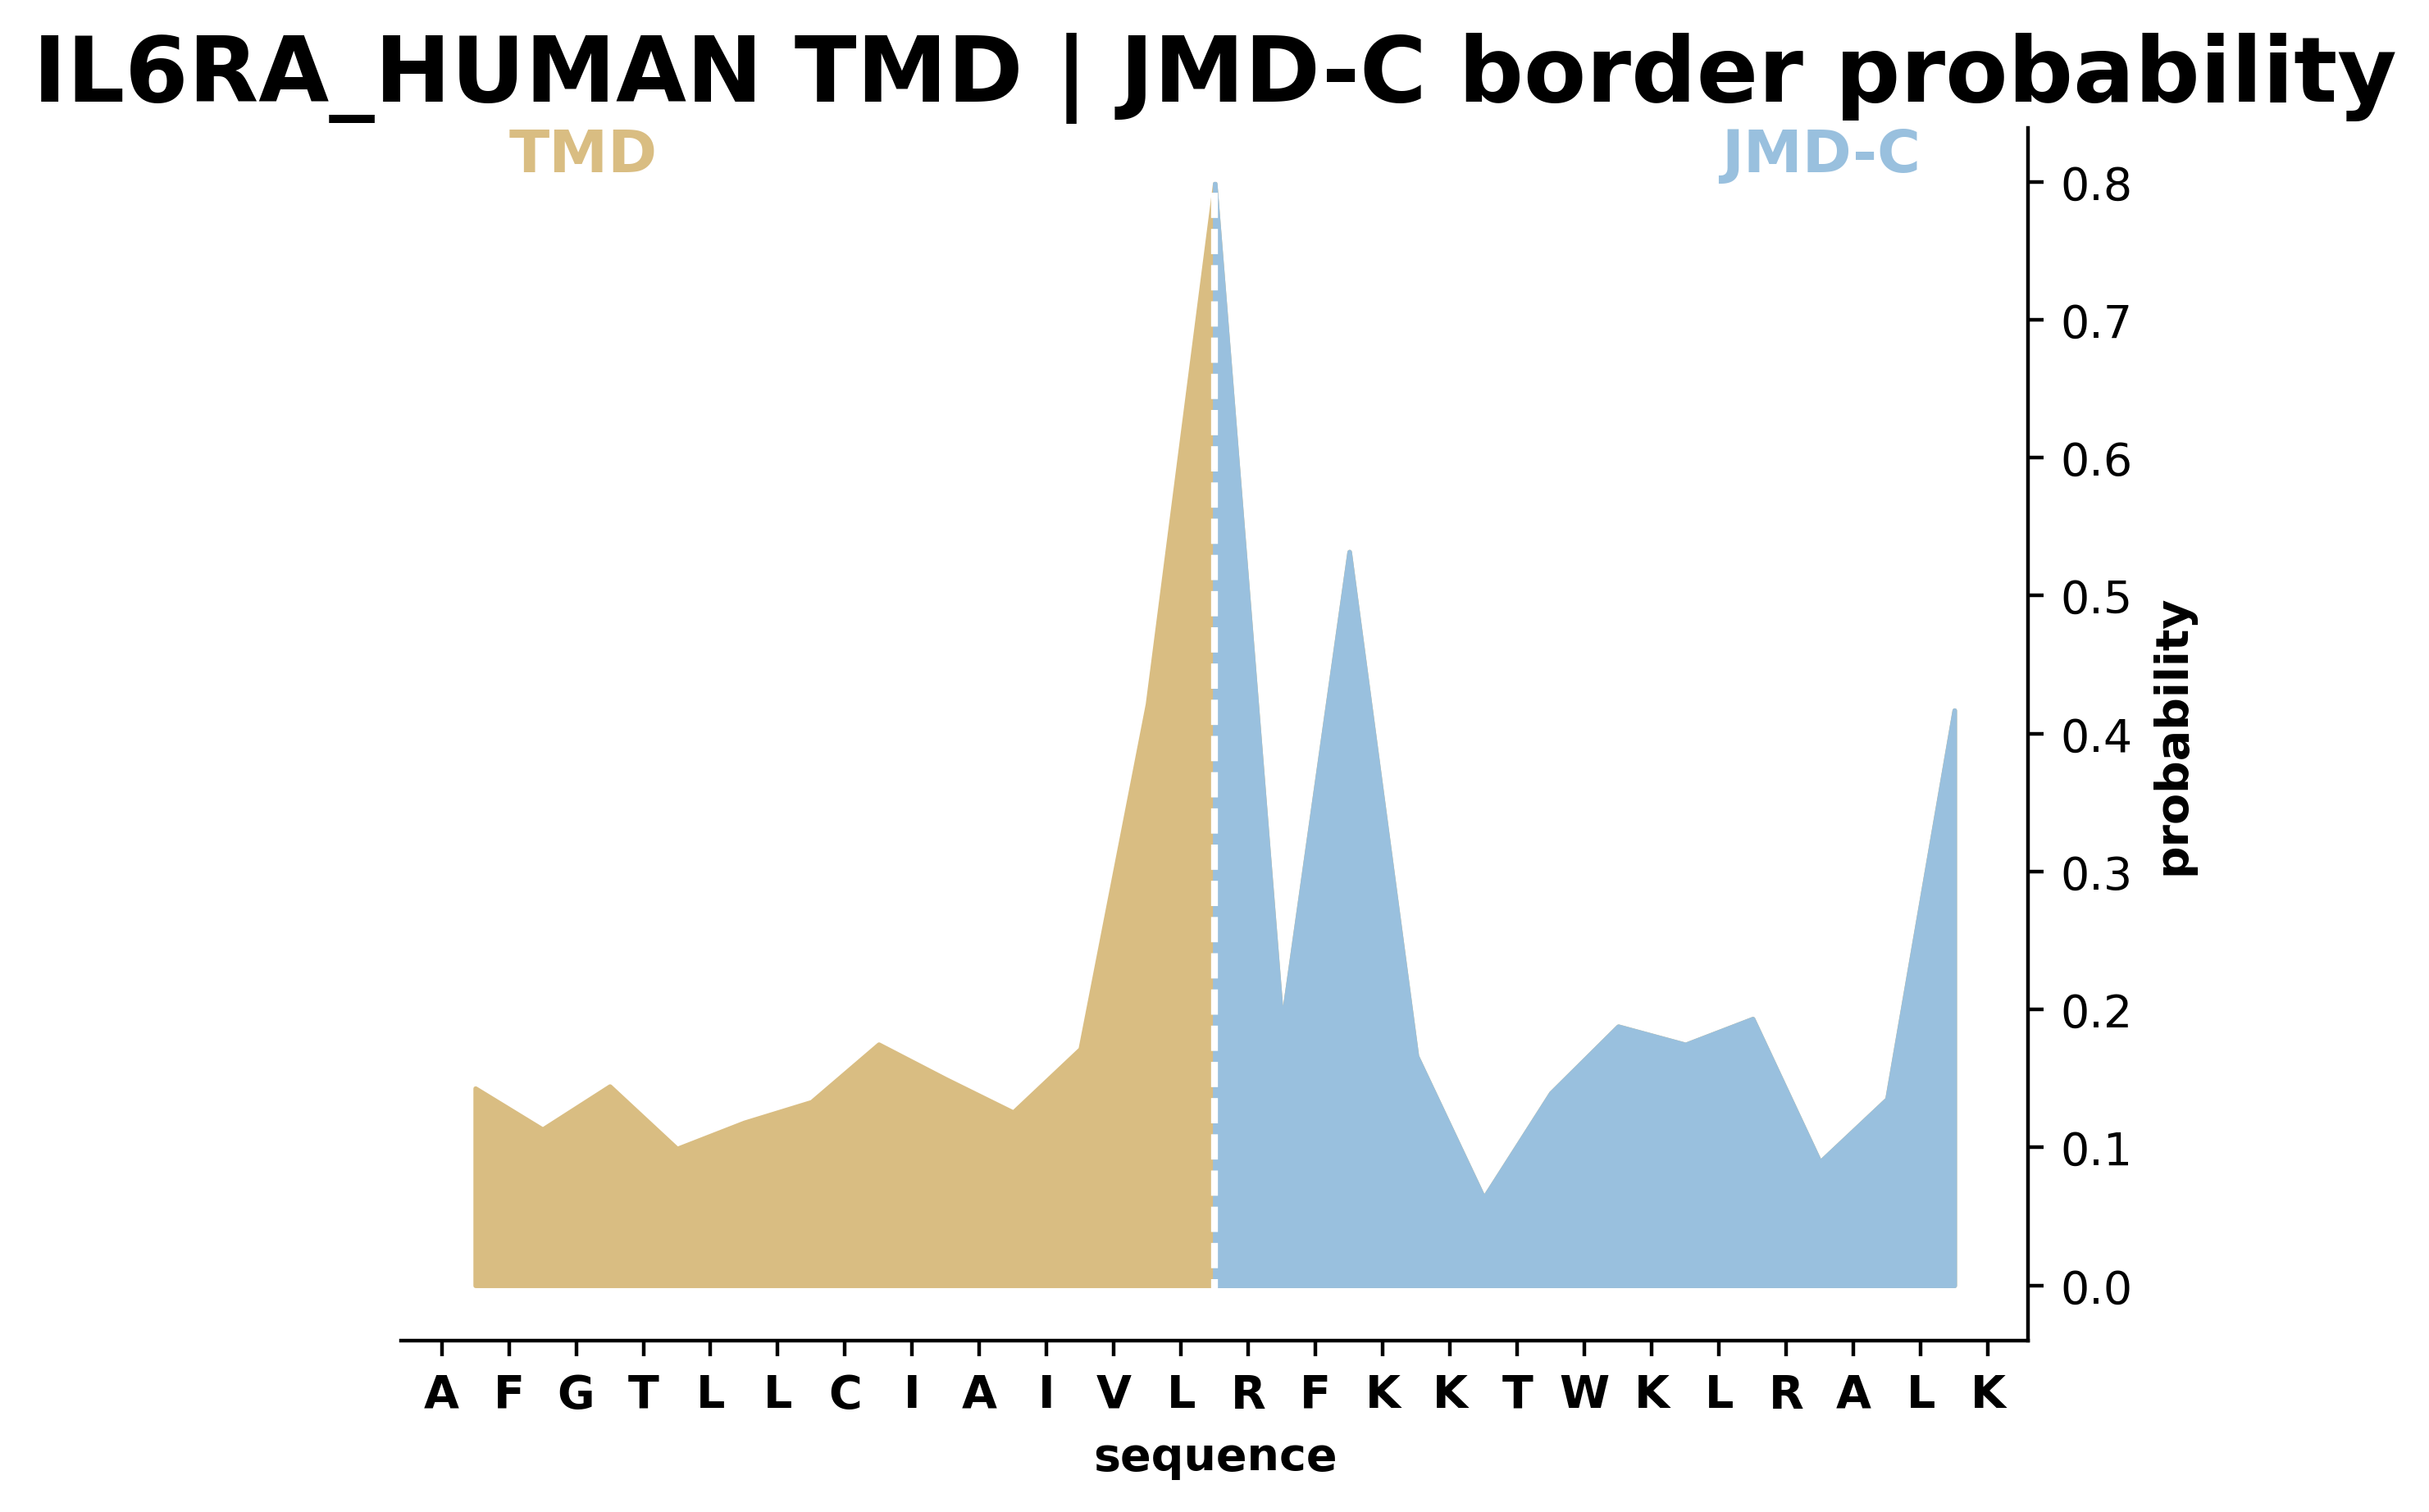 IL6RA_HUMAN TMD | JMD-C border probability
TMD
JMD-C
0.8
0.7
0.6
0.5
0.4
0.3
0.2
0.1
0.0
probability
A F G T L L C I A I V L R F K K T W K L R A L K
sequence